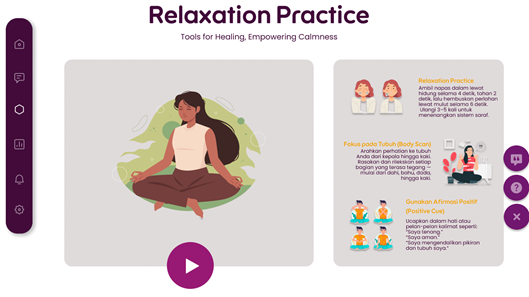 Relaxation Practice
Tools for Healing, Empowering Calmness
Relaxation Practice
Ambil napas dalam lewat
hidung selama 4 detik, tahan 2
detik, lalu hembuskan perlahan
lewat mulut selama 6 detik.
Ulangi 3–5 kali untuk
menenangkan sistem saraf.
Fokus pada Tubuh (Body Scan)
Arahkan perhatian ke tubuh
Anda dari kepala hingga kaki.
Rasakan dan rilekskan setiap
bagian yang terasa tegang —
mulai dari dahi, bahu, dada,
hingga kaki.
Gunakan Afirmasi Positif
(Positive Cue)
Ucapkan dalam hati atau
pelan-pelan kalimat seperti:
"Saya tenang."
"Saya aman."
"Saya mengendalikan pikiran
dan tubuh saya."